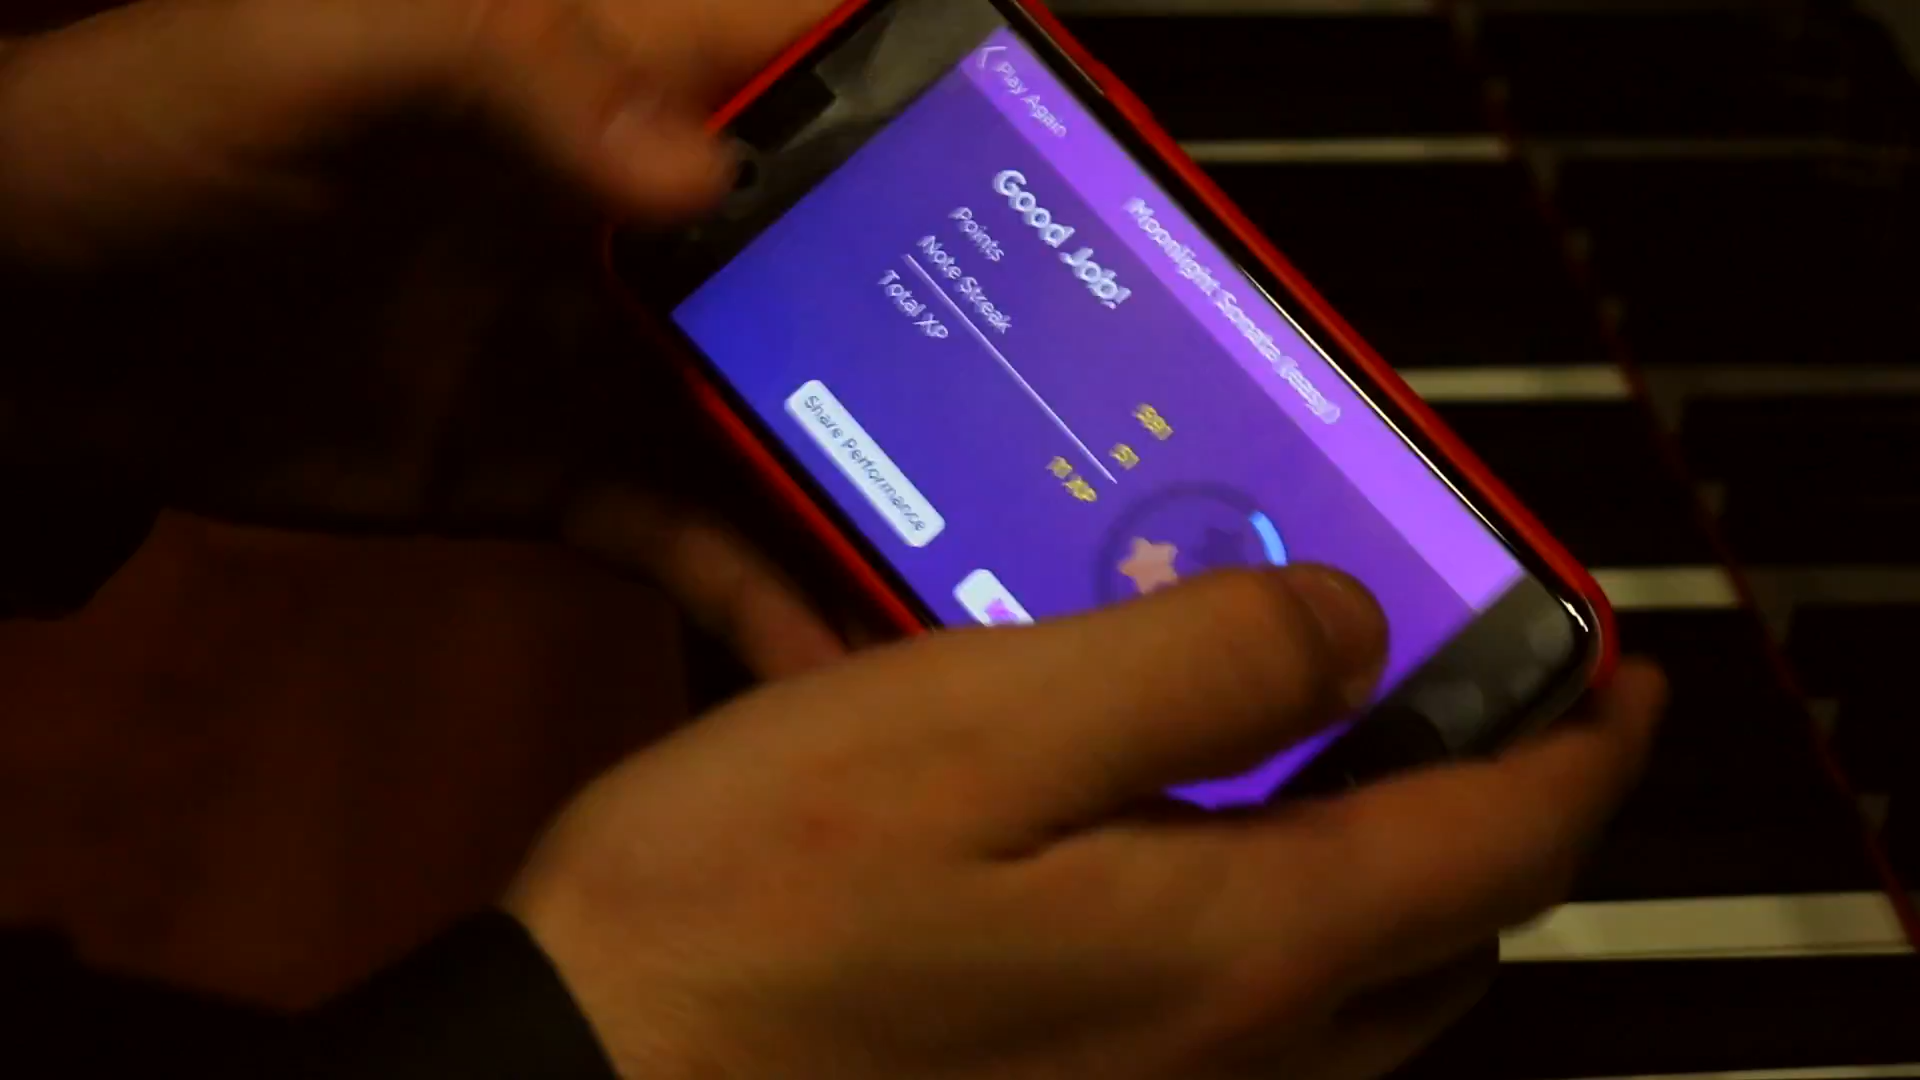 Play Again
Moonlight Sonata (easy)
Good Job!
Points
Note Streak
Total XP
Share Performance